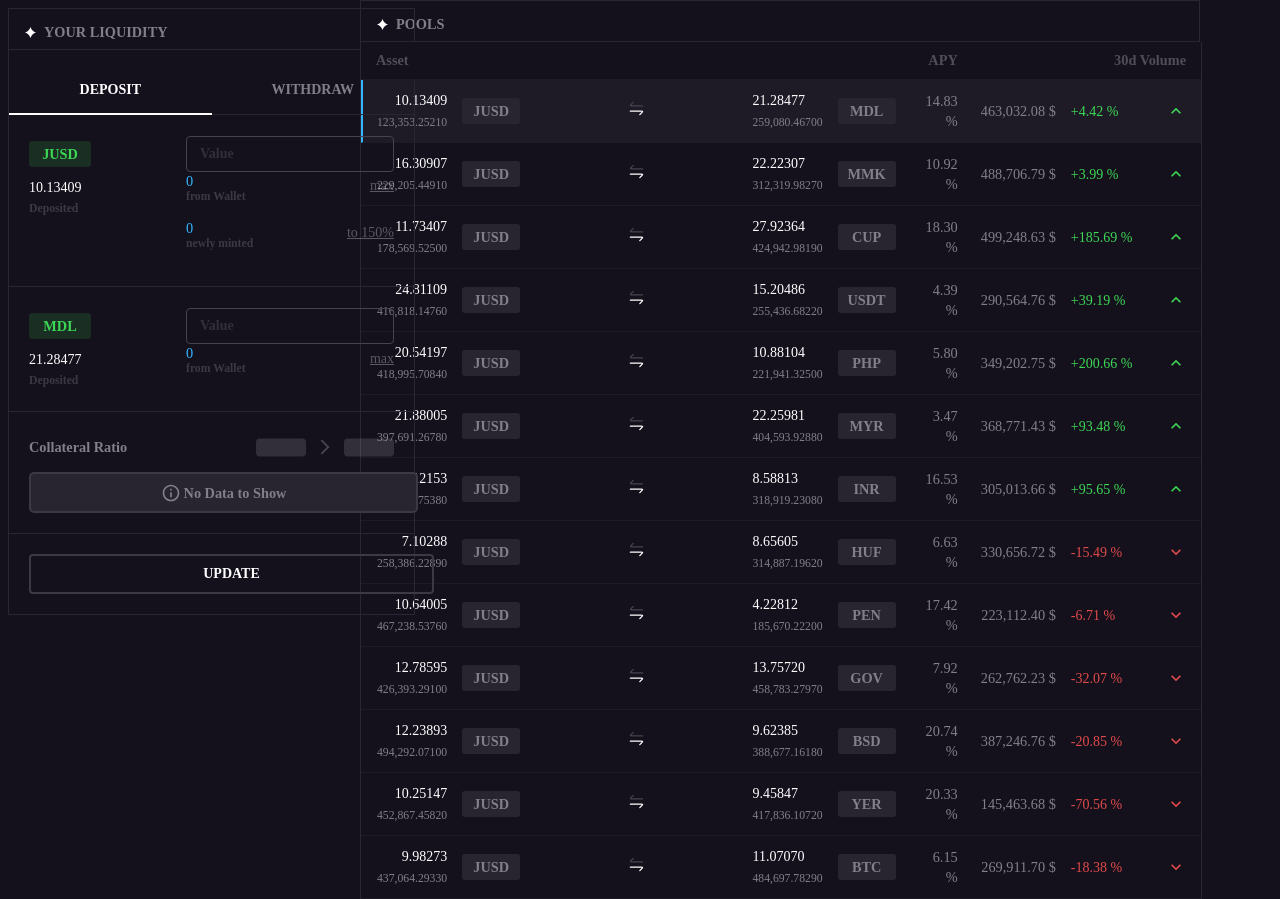 YOUR LIQUIDITY
DEPOSIT
WITHDRAW
JUSD
Value
10.13409
0
Deposited
from Wallet
max
0
newly minted
to 150%
MDL
Value
21.28477
0
Deposited
from Wallet
max
Collateral Ratio
No Data to Show
UPDATE
POOLS
Asset APY 30d Volume
10.13409 JUSD 21.28477 MDL 14.83 % 463,032.08 $ +4.42 %
123,353.25210 259,080.46700
16.30907 JUSD 22.22307 MMK 10.92 % 488,706.79 $ +3.99 %
229,205.44910 312,319.98270
11.73407 JUSD 27.92364 CUP 18.30 % 499,248.63 $ +185.69 %
178,569.52500 424,942.98190
24.31109 JUSD 15.20486 USDT 4.39 % 290,564.76 $ +39.19 %
416,818.14760 255,436.68220
20.54197 JUSD 10.88104 PHP 5.80 % 349,202.75 $ +200.66 %
418,995.70840 221,941.32500
21.88005 JUSD 22.25981 MYR 3.47 % 368,771.43 $ +93.48 %
397,691.26780 404,593.92880
JUSD 8.58813 INR 16.53 % 305,013.66 $ +95.65 %
318,919.23080
7.10288 JUSD 8.65605 HUF 6.63 % 330,656.72 $ -15.49 %
258,386.22890 314,887.19620
10.64005 JUSD 4.22812 PEN 17.42 % 223,112.40 $ -6.71 %
467,238.53760 185,670.22200
12.78595 JUSD 13.75720 GOV 7.92 % 262,762.23 $ -32.07 %
426,393.29100 458,783.27970
12.23893 JUSD 9.62385 BSD 20.74 % 387,246.76 $ -20.85 %
494,292.07100 388,677.16180
10.25147 JUSD 9.45847 YER 20.33 % 145,463.68 $ -70.56 %
452,867.45820 417,836.10720
9.98273 JUSD 11.07070 BTC 6.15 % 269,911.70 $ -18.38 %
437,064.29330 484,697.78290